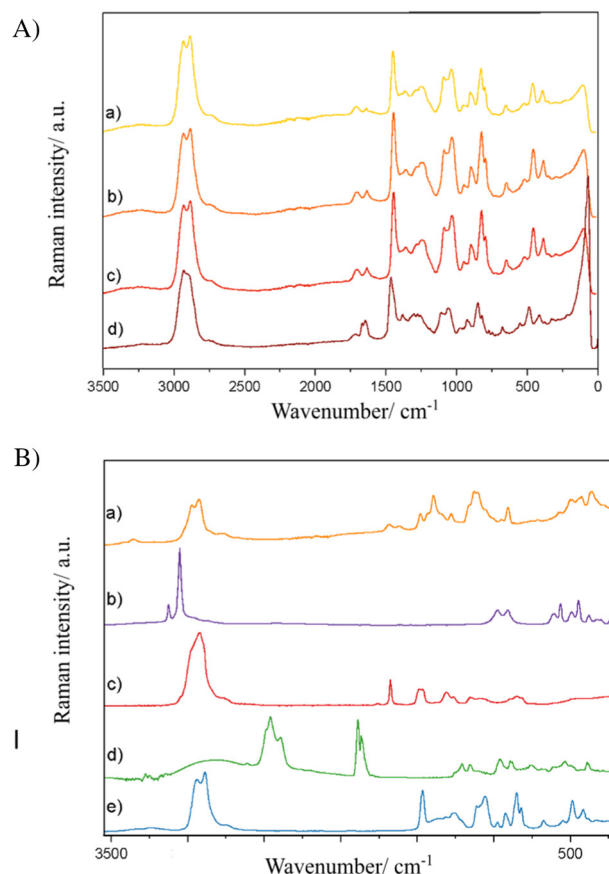 A)
a)
b)
c)
d)
Raman intensity/ a.u.
3500 3000 2500 2000 1500 1000 500 0
Wavenumber/ cm⁻¹
B)
a)
b)
c)
d)
e)
Raman intensity/ a.u.
3500 500
Wavenumber/ cm⁻¹